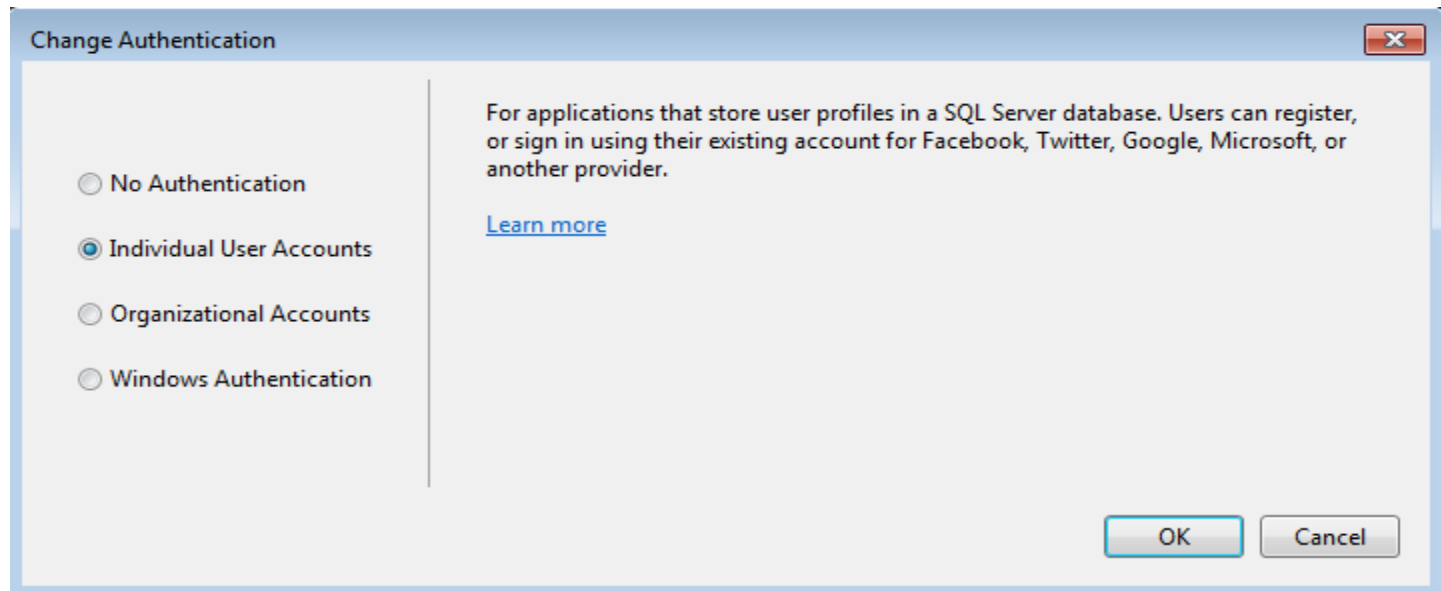 Change Authentication
No Authentication
Individual User Accounts
Organizational Accounts
Windows Authentication
For applications that store user profiles in a SQL Server database. Users can register,
or sign in using their existing account for Facebook, Twitter, Google, Microsoft, or
another provider.
Learn more
OK
Cancel